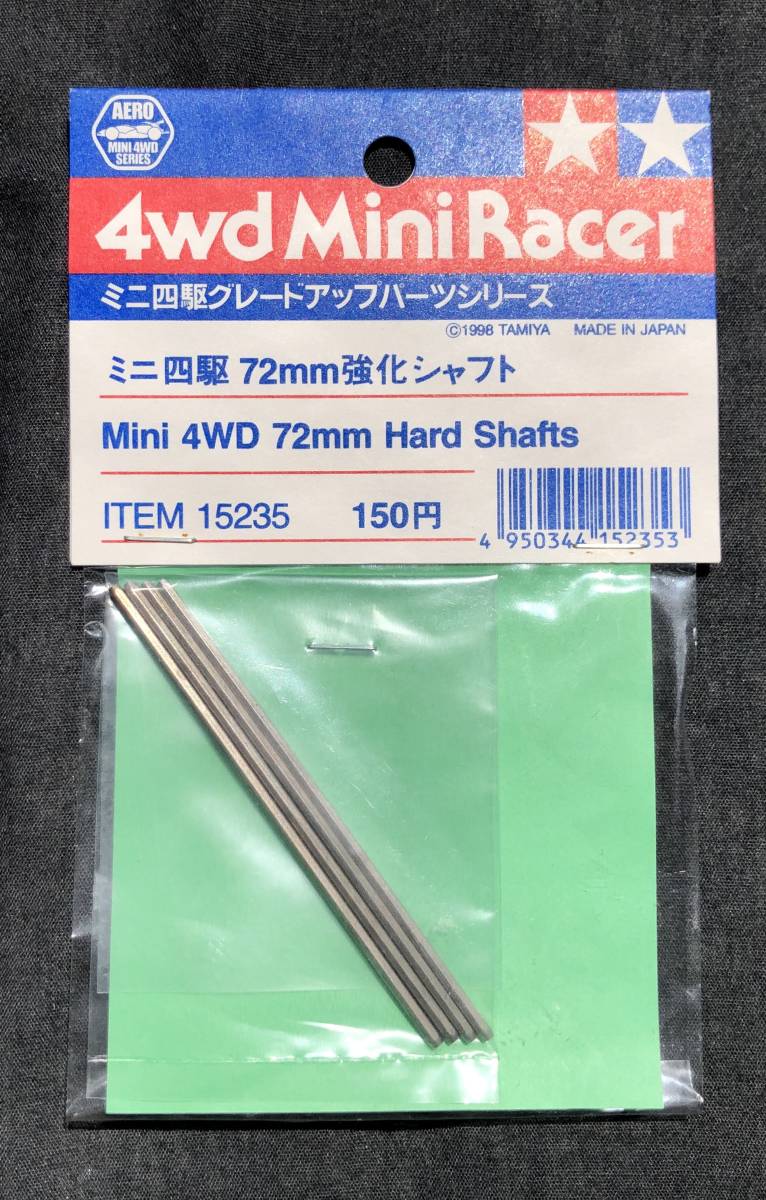 AERO
MINI 4WD
SERIES
4wd Mini Racer
ミニ四駆グレードアップパーツシリーズ
©1998 TAMIYA MADE IN JAPAN
ミニ四駆 72mm強化シャフト
Mini 4WD 72mm Hard Shafts
ITEM 15235 150円
4 950344 152353